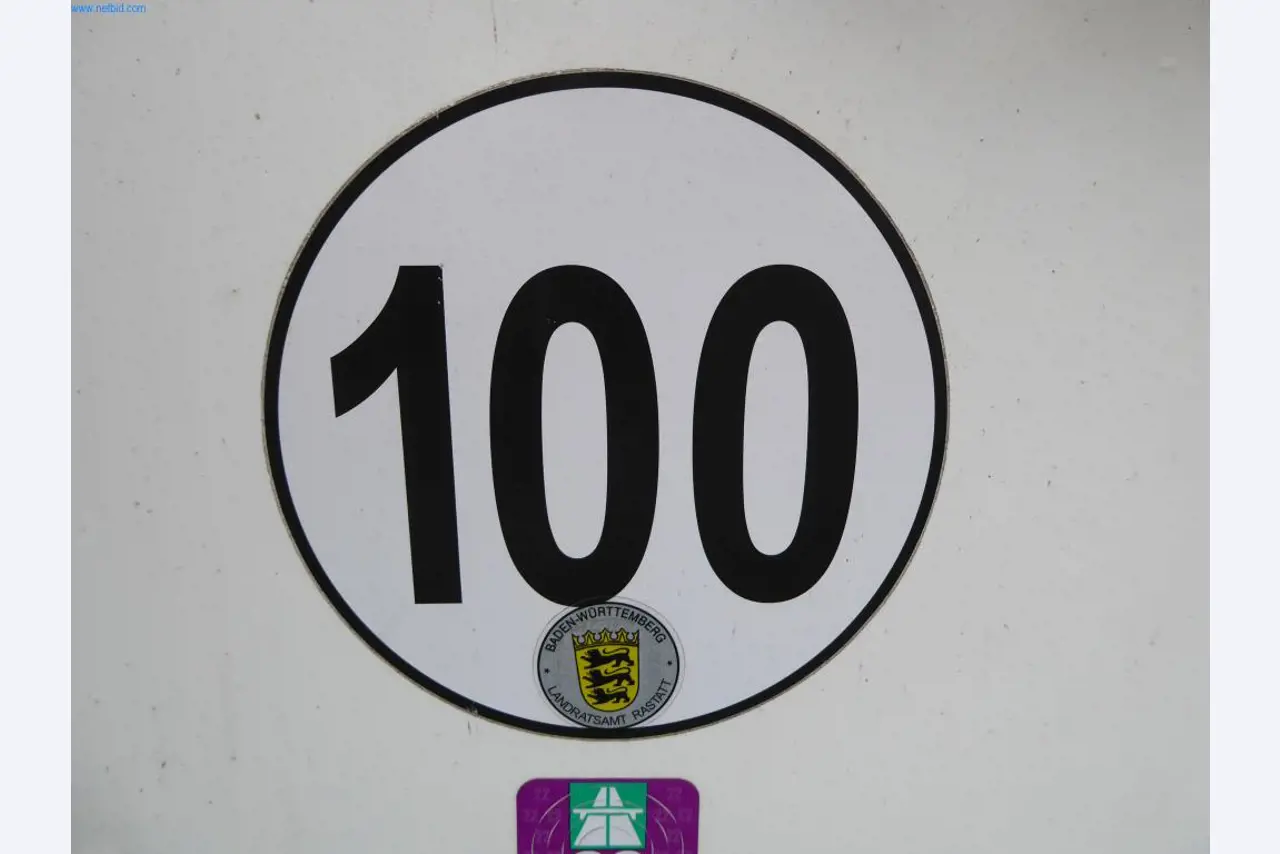 www.netbid.com
100
BADEN-WÜRTTEMBERG
LANDRATSAMT RASTATT